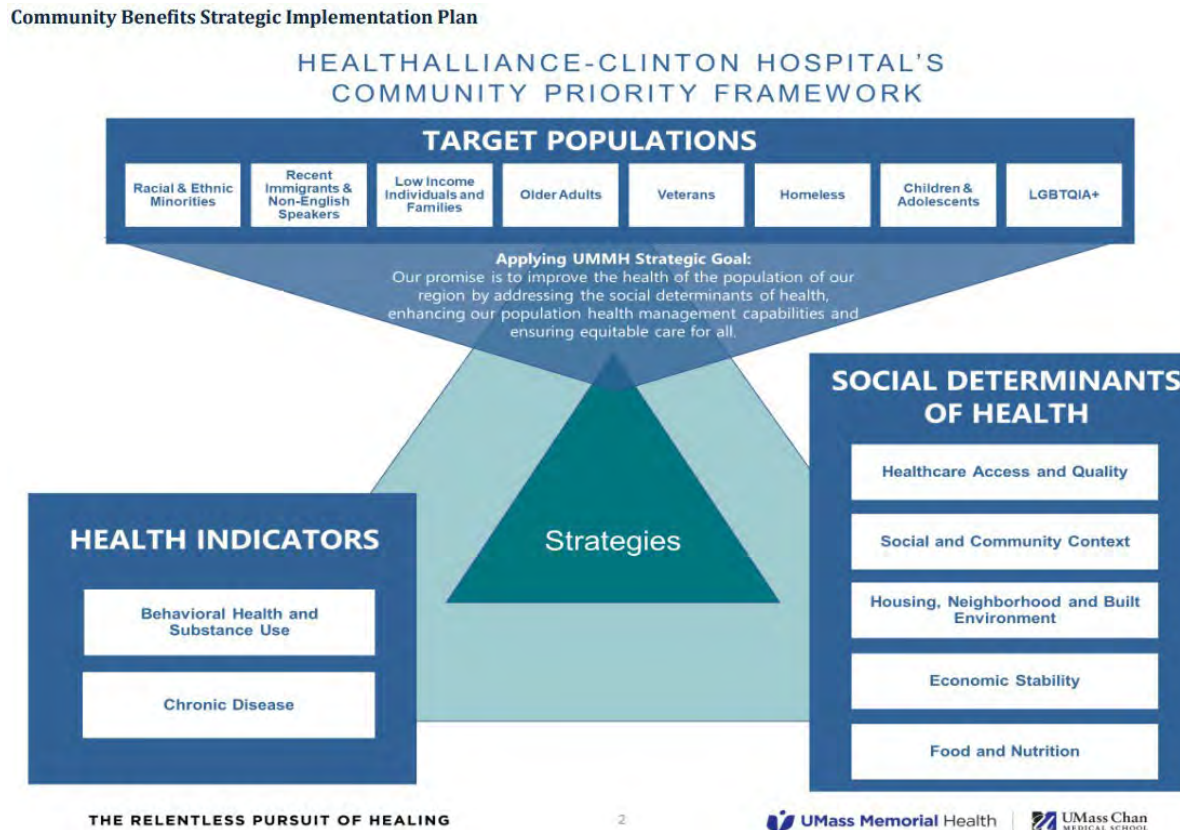 Community Benefits Strategic Implementation Plan
HEALTHALLIANCE-CLINTON HOSPITAL'S
COMMUNITY PRIORITY FRAMEWORK
TARGET POPULATIONS
Racial & Ethnic
Minorities
Recent
Immigrants &
Non-English
Speakers
Low Income
Individuals and
Families
Older Adults
Veterans
Homeless
Children &
Adolescents
LGBTQIA+
Applying UMMH Strategic Goal:
Our promise is to improve the health of the population of our
region by addressing the social determinants of health,
enhancing our population health management capabilities and
ensuring equitable care for all.
Strategies
HEALTH INDICATORS
Behavioral Health and
Substance Use
Chronic Disease
SOCIAL DETERMINANTS
OF HEALTH
Healthcare Access and Quality
Social and Community Context
Housing, Neighborhood and Built
Environment
Economic Stability
Food and Nutrition
THE RELENTLESS PURSUIT OF HEALING
2
UMass Memorial Health
UMass Chan
MEDICAL SCHOOL